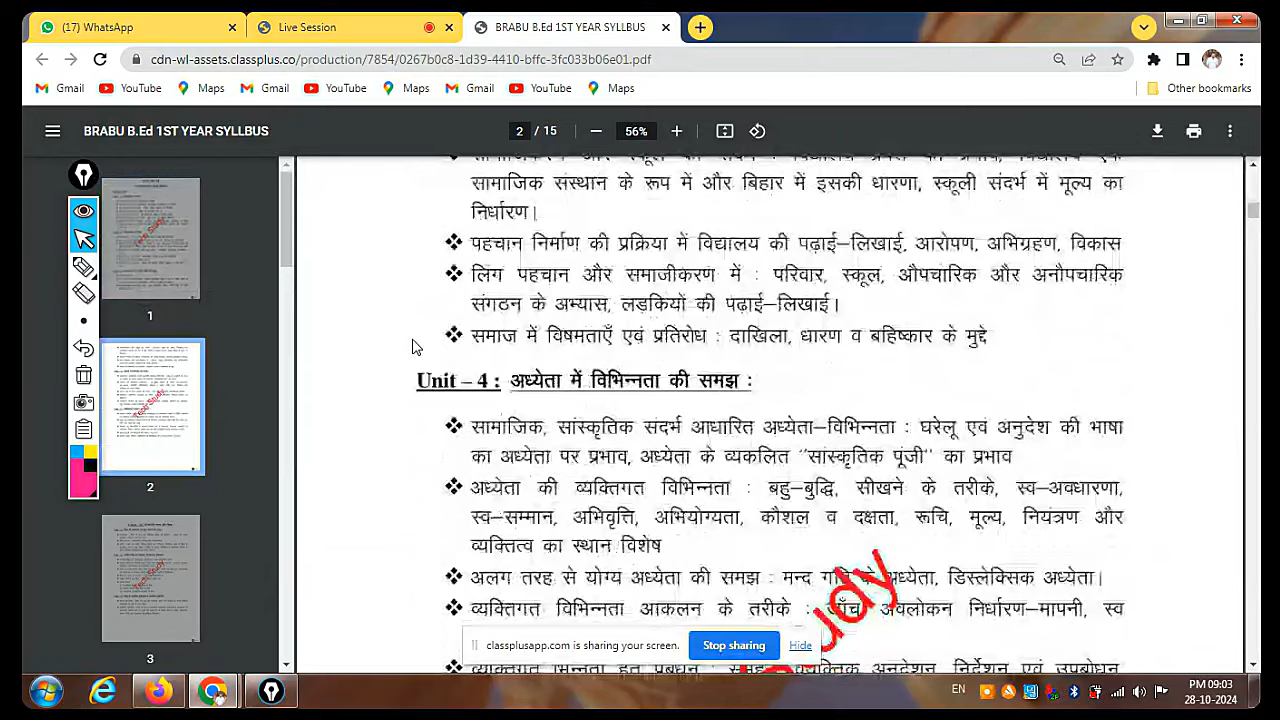 (17) WhatsApp
Live Session
BRABU B.Ed 1ST YEAR SYLLBUS
cdn-wl-assets.classplus.co/production/7854/0267b0c8-1d39-4410-bffc-3fc033b06e01.pdf
Gmail YouTube Maps Gmail YouTube Maps Gmail YouTube Maps Other bookmarks
BRABU B.Ed 1ST YEAR SYLLBUS
2 / 15
56%
सामाजिक संस्थान के रूप में और बिहार में इसकी धारणा, स्कूली संदर्भ में मूल्य का
निर्धारण।
❖ पहचान निर्माण की प्रक्रिया में विद्यालय की पढ़ाई–लिखाई, आरोपण, अभिग्रहण, विकास
❖ लिंग पहचान और समाजीकरण में : परिवार, स्कूल, औपचारिक और अनौपचारिक
संगठन के अभ्यास, लड़कियों की पढ़ाई–लिखाई।
❖ समाज में विषमताएँ एवं प्रतिरोध : दाखिला, धारण व बहिष्कार के मुद्दे
Unit – 4 : अध्येता में विभिन्नता की समझ :
❖ सामाजिक, सांस्कृतिक संदर्भ आधारित अध्येता–विभिन्नता : घरेलू एवं अनुदेश की भाषा
का अध्येता पर प्रभाव, अध्येता के व्यकलित ‘‘सांस्कृतिक पूंजी’’ का प्रभाव
❖ अध्येता की व्यक्तिगत विभिन्नता : बहु–बुद्धि, सीखने के तरीके, स्व–अवधारणा,
स्व–सम्मान, अभिवृत्ति, अभियोग्यता, कौशल व दक्षता, रूचि, मूल्य, नियंत्रण और
व्यक्तित्व का स्थान विशेष
❖ अलग तरह से योग्य अध्येता की समझ : मन्द अध्येता, डिस्लेक्सिक अध्येता।
❖ व्यक्तिगत विभिन्नता आकलन के तरीके : अवलोकन निर्धारण–मापनी, स्व
udy
classplusapp.com is sharing your screen. Stop sharing Hide
❖ व्यक्तिगत एवं उपबोधन,
1
2
3
EN
PM 09:03
28-10-2024